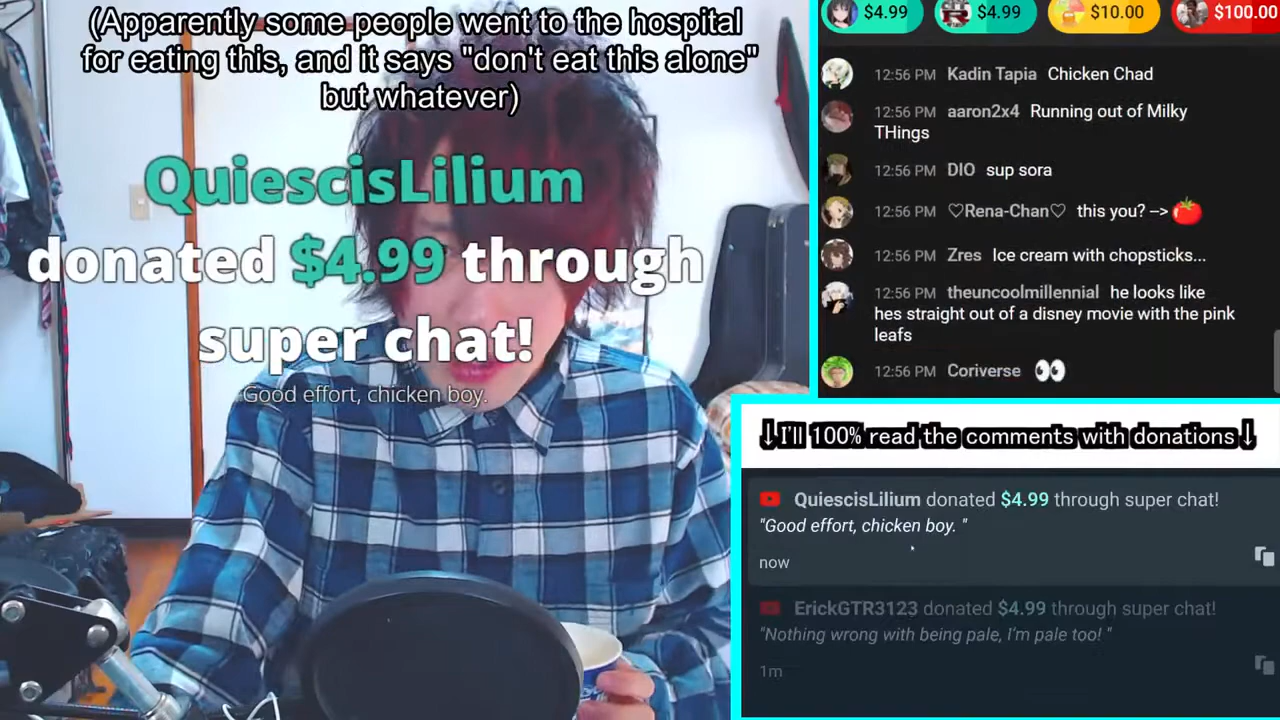 (Apparently some people went to the hospital
for eating this, and it says "don't eat this alone"
but whatever)
QuiescisLilium
donated $4.99 through
super chat!
Good effort, chicken boy.
$4.99
$4.99
$10.00
$100.00
12:56 PM Kadin Tapia Chicken Chad
12:56 PM aaron2x4 Running out of Milky
THings
12:56 PM DIO sup sora
12:56 PM ♡Rena-Chan♡ this you? --> 🍅
12:56 PM Zres Ice cream with chopsticks...
12:56 PM theuncoolmillennial he looks like
hes straight out of a disney movie with the pink
leafs
12:56 PM Coriverse 👀
↓I'll 100% read the comments with donations↓
QuiescisLilium donated $4.99 through super chat!
"Good effort, chicken boy. "
now
ErickGTR3123 donated $4.99 through super chat!
"Nothing wrong with being pale, I'm pale too! "
1m